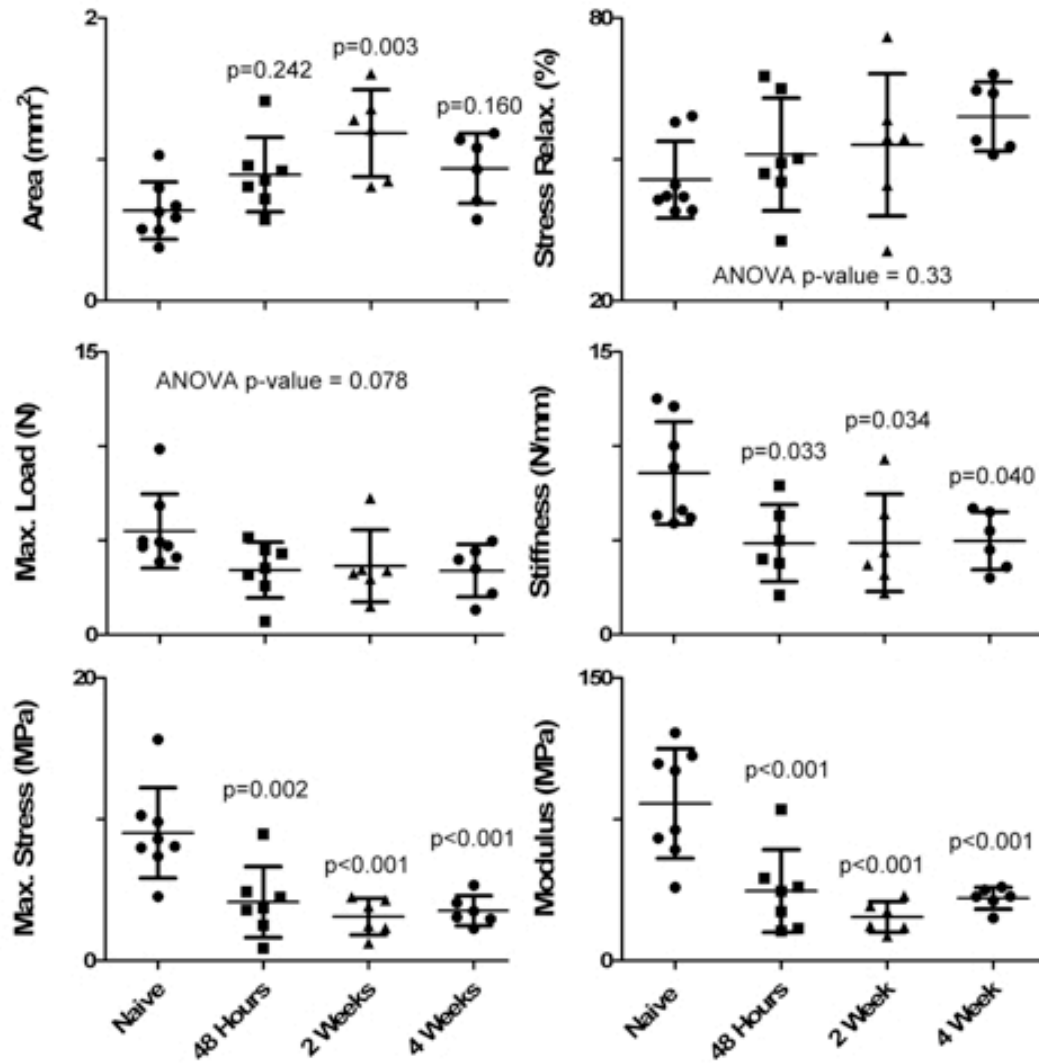 2
Area (mm²)
0
p=0.242
p=0.003
p=0.160
80
Stress Relax. (%)
20
ANOVA p-value = 0.33
15
Max. Load (N)
0
ANOVA p-value = 0.078
15
Stiffness (N/mm)
0
p=0.033
p=0.034
p=0.040
20
Max. Stress (MPa)
0
p=0.002
p<0.001
p<0.001
Naive
48 Hours
2 Weeks
4 Weeks
150
Modulus (MPa)
0
p<0.001
p<0.001
p<0.001
Naive
48 Hours
2 Week
4 Week